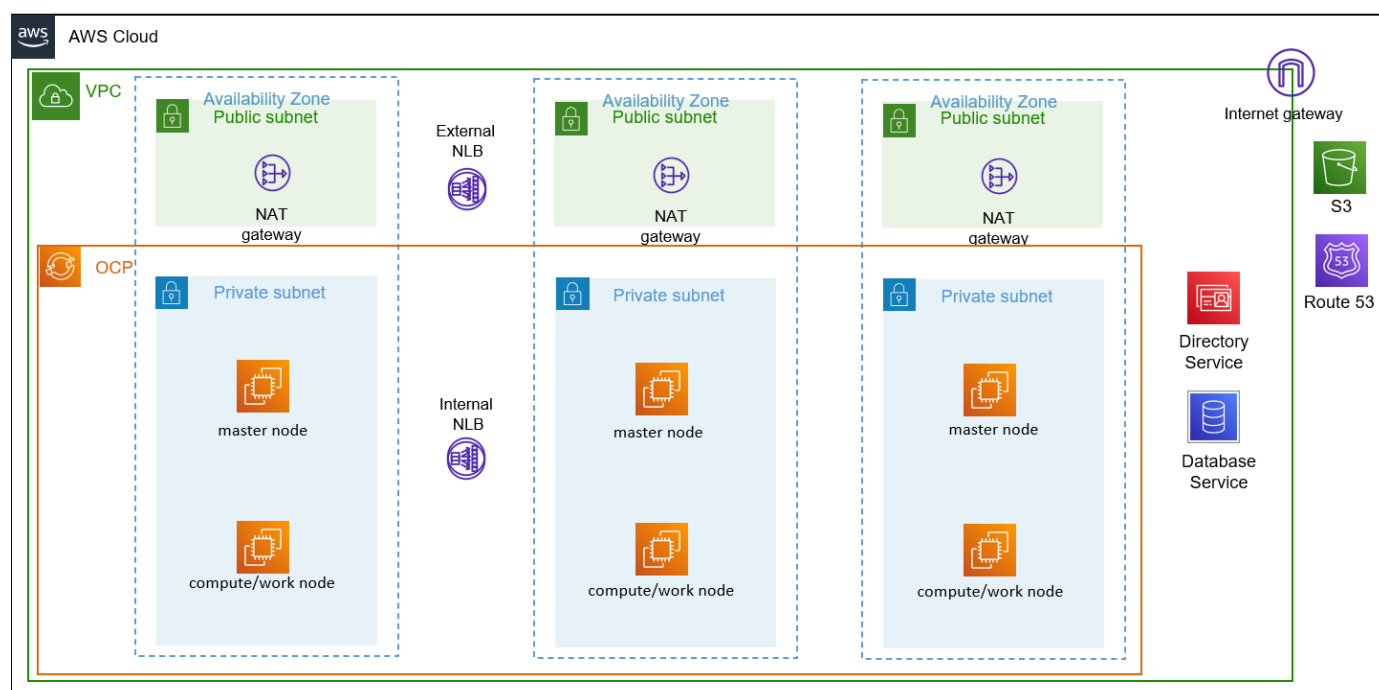 aws
AWS Cloud
VPC
Availability Zone
Public subnet
NAT
gateway
External
NLB
Availability Zone
Public subnet
NAT
gateway
Availability Zone
Public subnet
NAT
gateway
Internet gateway
S3
53
Route 53
OCP
Private subnet
master node
compute/work node
Internal
NLB
Private subnet
master node
compute/work node
Private subnet
master node
compute/work node
Directory
Service
Database
Service